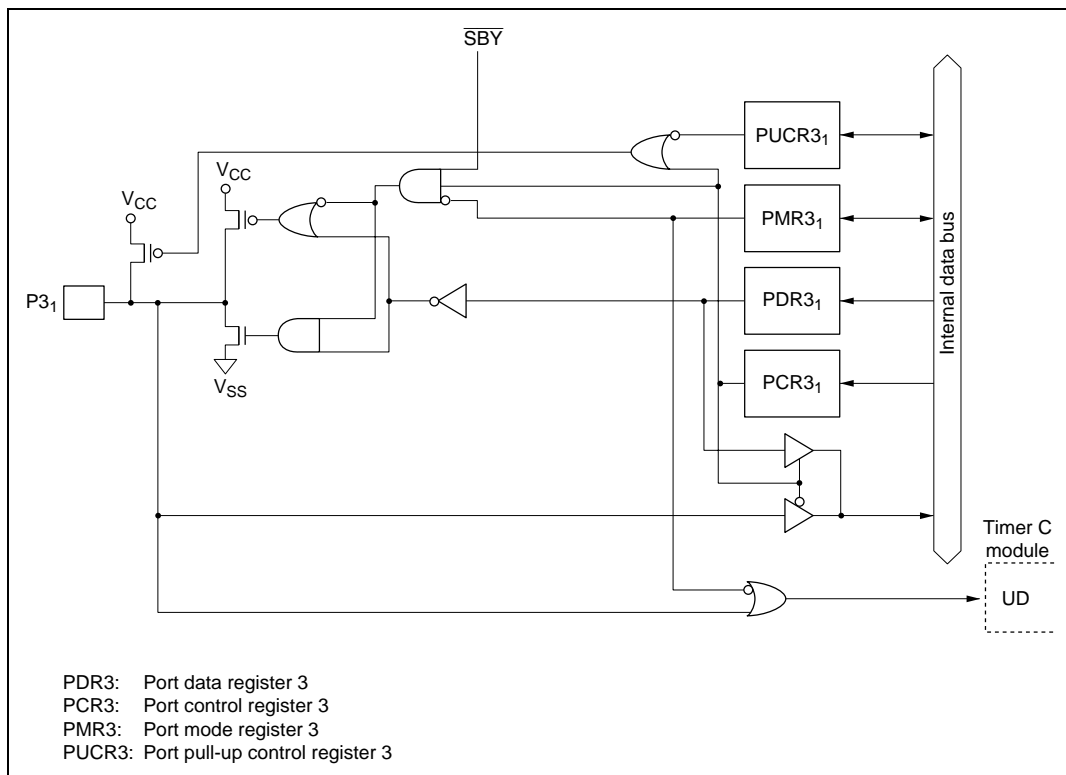 SBY
PUCR3₁
VCC
VCC
PMR3₁
P3₁
PDR3₁
Internal data bus
VSS
PCR3₁
Timer C
module
UD
PDR3: Port data register 3
PCR3: Port control register 3
PMR3: Port mode register 3
PUCR3: Port pull-up control register 3